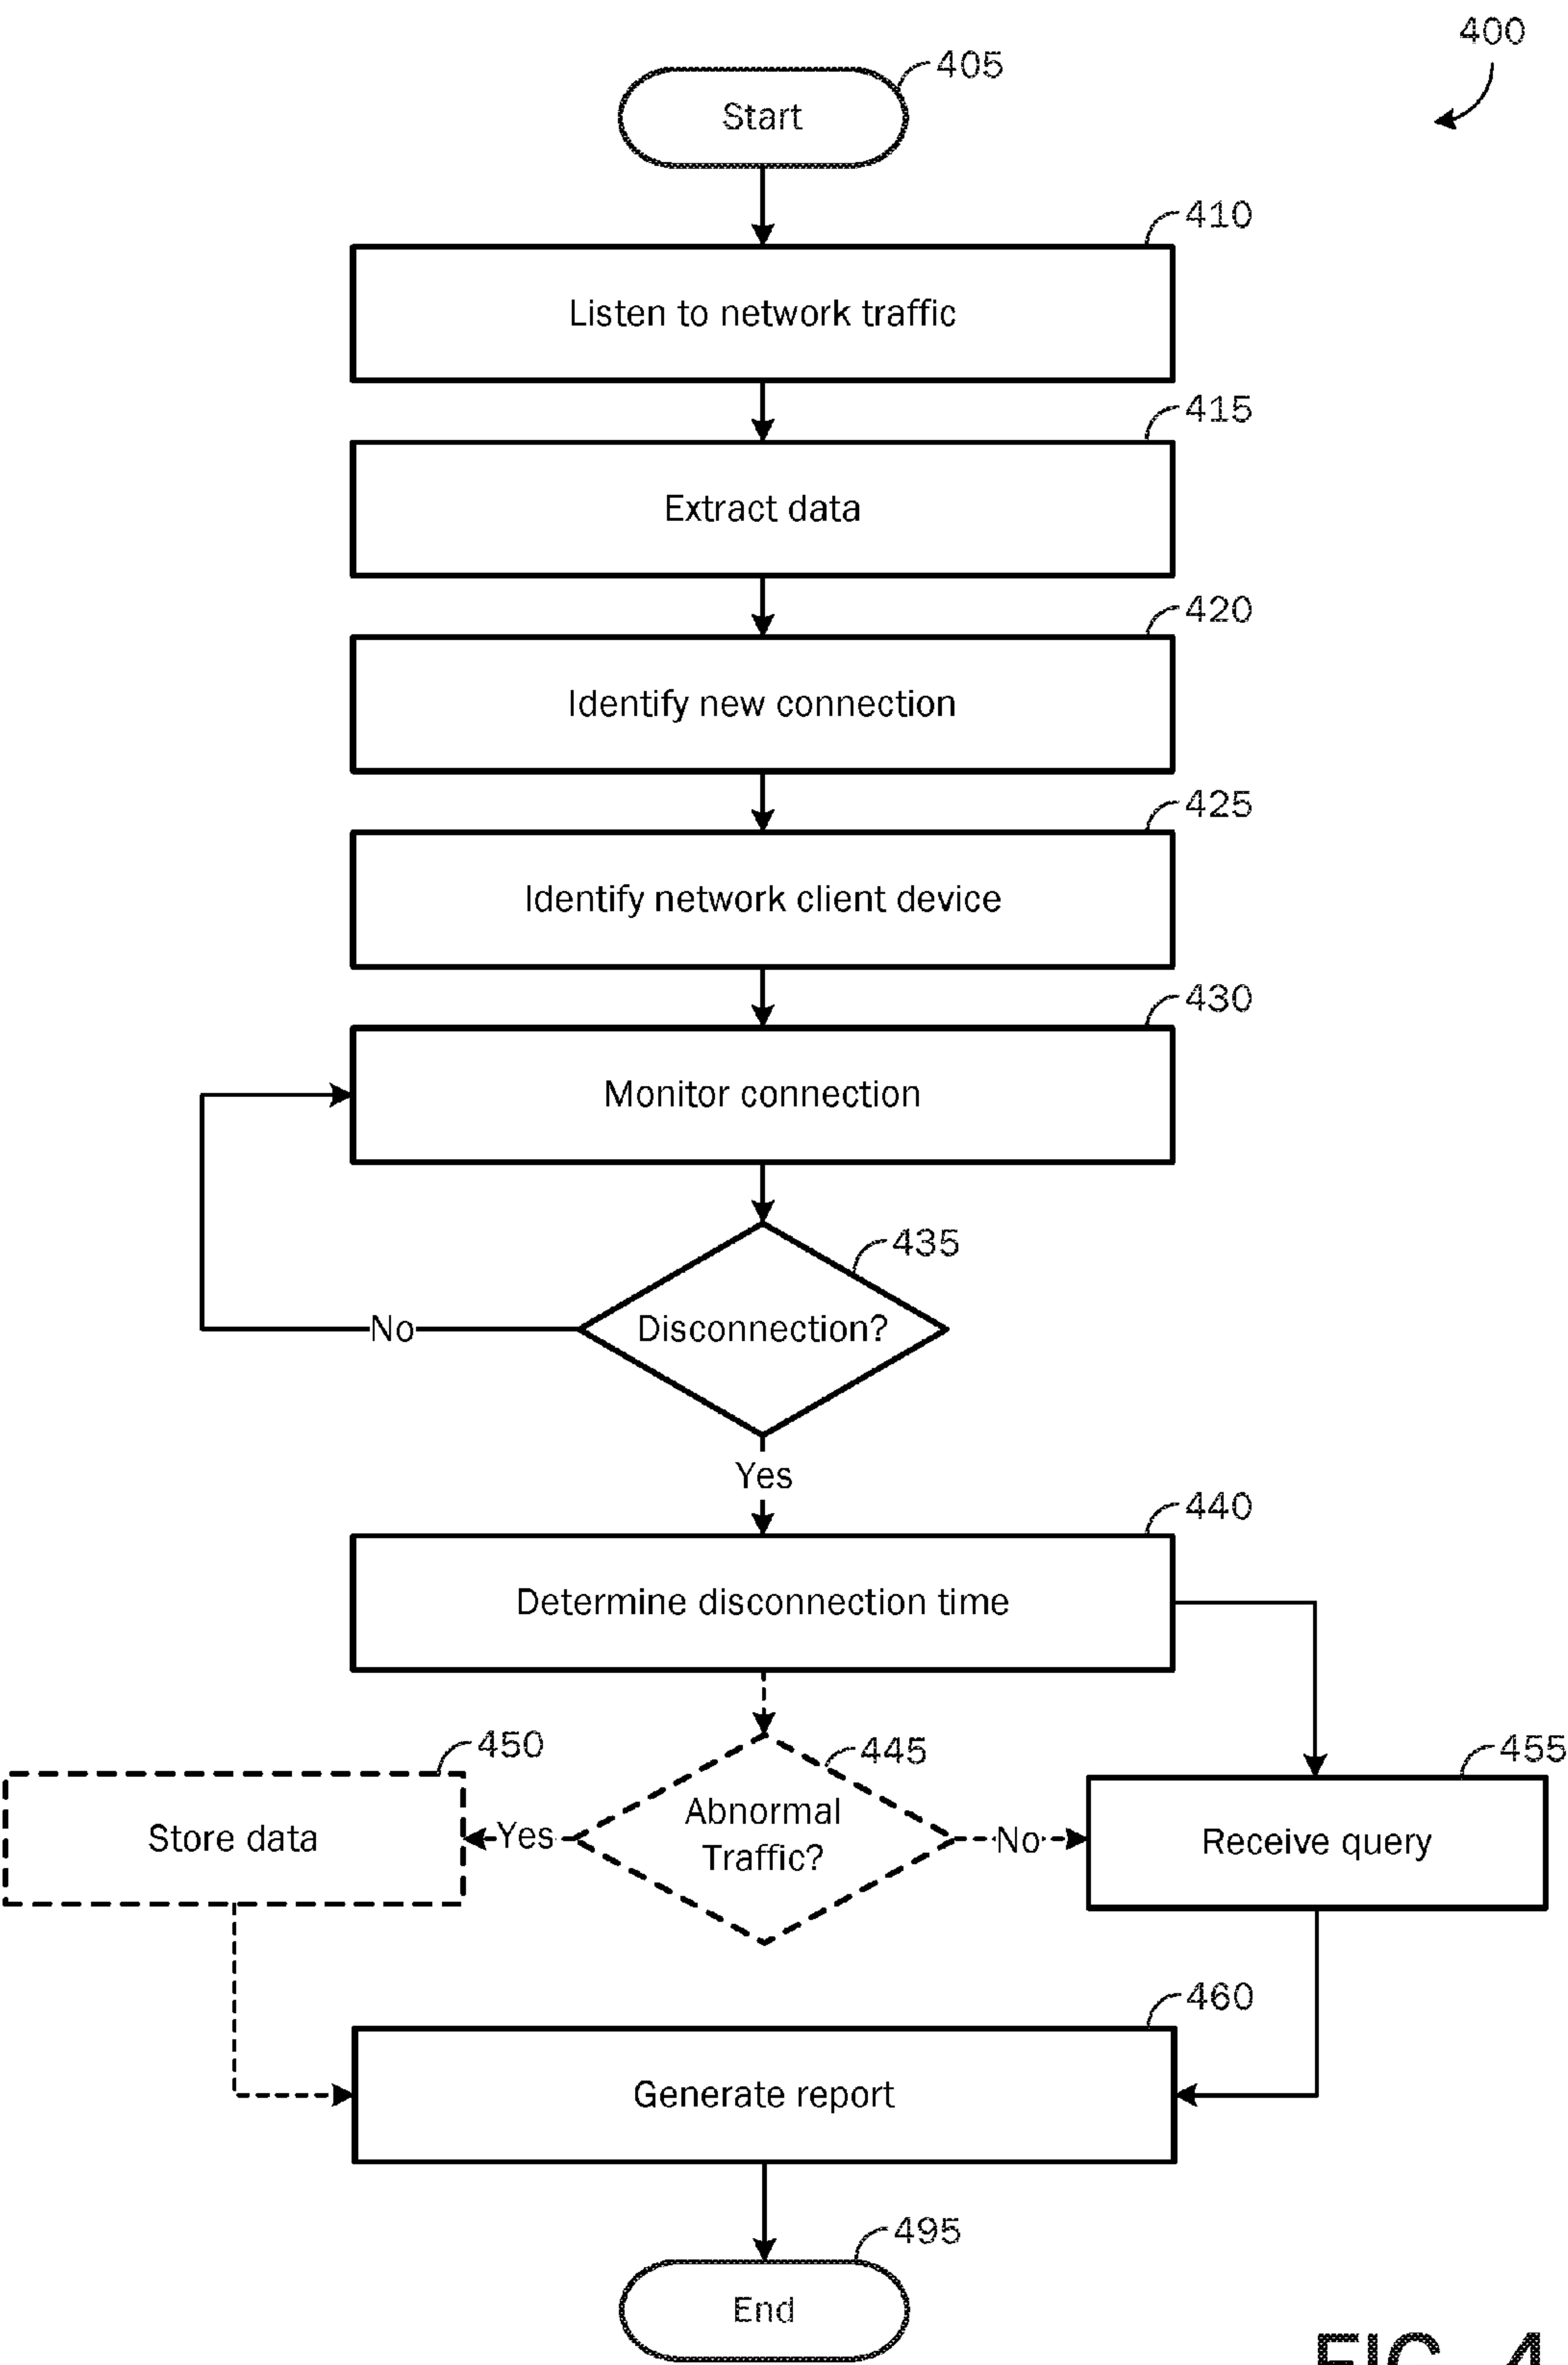 400
405
Start
410
Listen to network traffic
415
Extract data
420
Identify new connection
425
Identify network client device
430
Monitor connection
435
Disconnection?
No
Yes
440
Determine disconnection time
450
445
455
Store data
Yes
Abnormal
Traffic?
No
Receive query
460
Generate report
495
End
FIG. 4